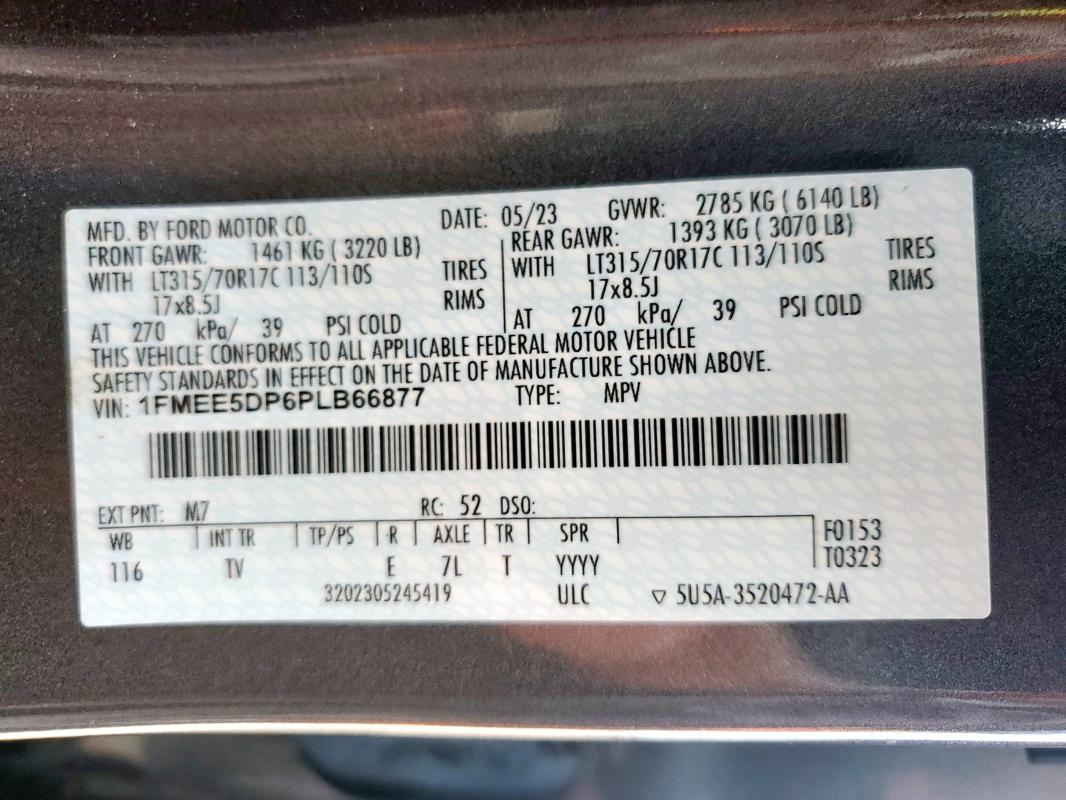 MFD. BY FORD MOTOR CO. DATE: 05/23 GVWR: 2785 KG ( 6140 LB)
FRONT GAWR: 1461 KG ( 3220 LB) REAR GAWR: 1393 KG ( 3070 LB)
WITH LT315/70R17C 113/110S TIRES WITH LT315/70R17C 113/110S TIRES
17x8.5J RIMS 17x8.5J RIMS
AT 270 kPa/ 39 PSI COLD AT 270 kPa/ 39 PSI COLD
THIS VEHICLE CONFORMS TO ALL APPLICABLE FEDERAL MOTOR VEHICLE
SAFETY STANDARDS IN EFFECT ON THE DATE OF MANUFACTURE SHOWN ABOVE.
VIN: 1FMEE5DP6PLB66877 TYPE: MPV
EXT PNT: M7 RC: 52 DSO:
WB INT TR TP/PS R AXLE TR SPR F0153
116 TV E 7L T YYYY T0323
3202305245419 ULC ▽ 5U5A-3520472-AA